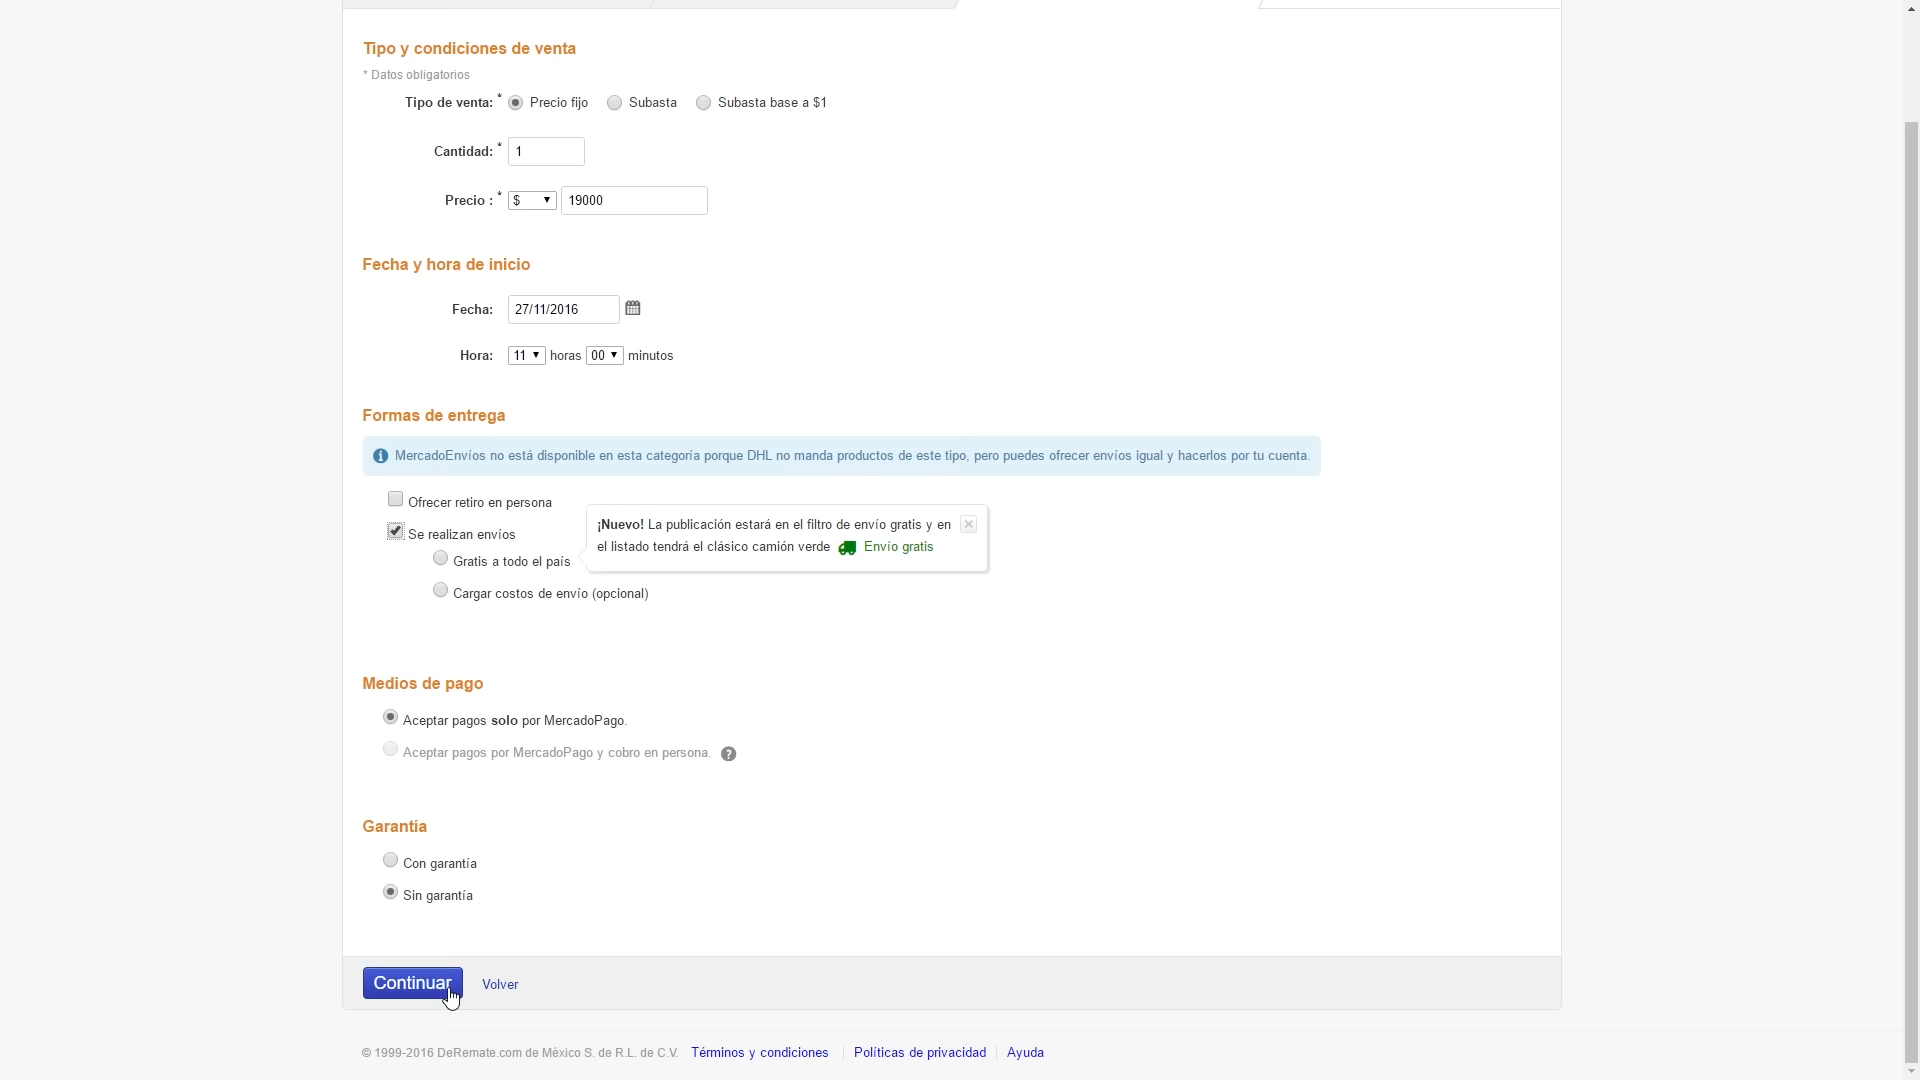 Tipo y condiciones de venta
* Datos obligatorios
Tipo de venta: * Precio fijo Subasta Subasta base a $1
Cantidad: * 1
Precio : * $ 19000
Fecha y hora de inicio
Fecha: 27/11/2016
Hora: 11 horas 00 minutos
Formas de entrega
MercadoEnvíos no está disponible en esta categoría porque DHL no manda productos de este tipo, pero puedes ofrecer envíos igual y hacerlos por tu cuenta.
Ofrecer retiro en persona
Se realizan envíos
¡Nuevo! La publicación estará en el filtro de envío gratis y en
el listado tendrá el clásico camión verde Envío gratis
Gratis a todo el país
Cargar costos de envío (opcional)
Medios de pago
Aceptar pagos solo por MercadoPago.
Aceptar pagos por MercadoPago y cobro en persona. ?
Garantía
Con garantía
Sin garantía
Continuar Volver
© 1999-2016 DeRemate.com de México S. de R.L. de C.V. Términos y condiciones Políticas de privacidad Ayuda